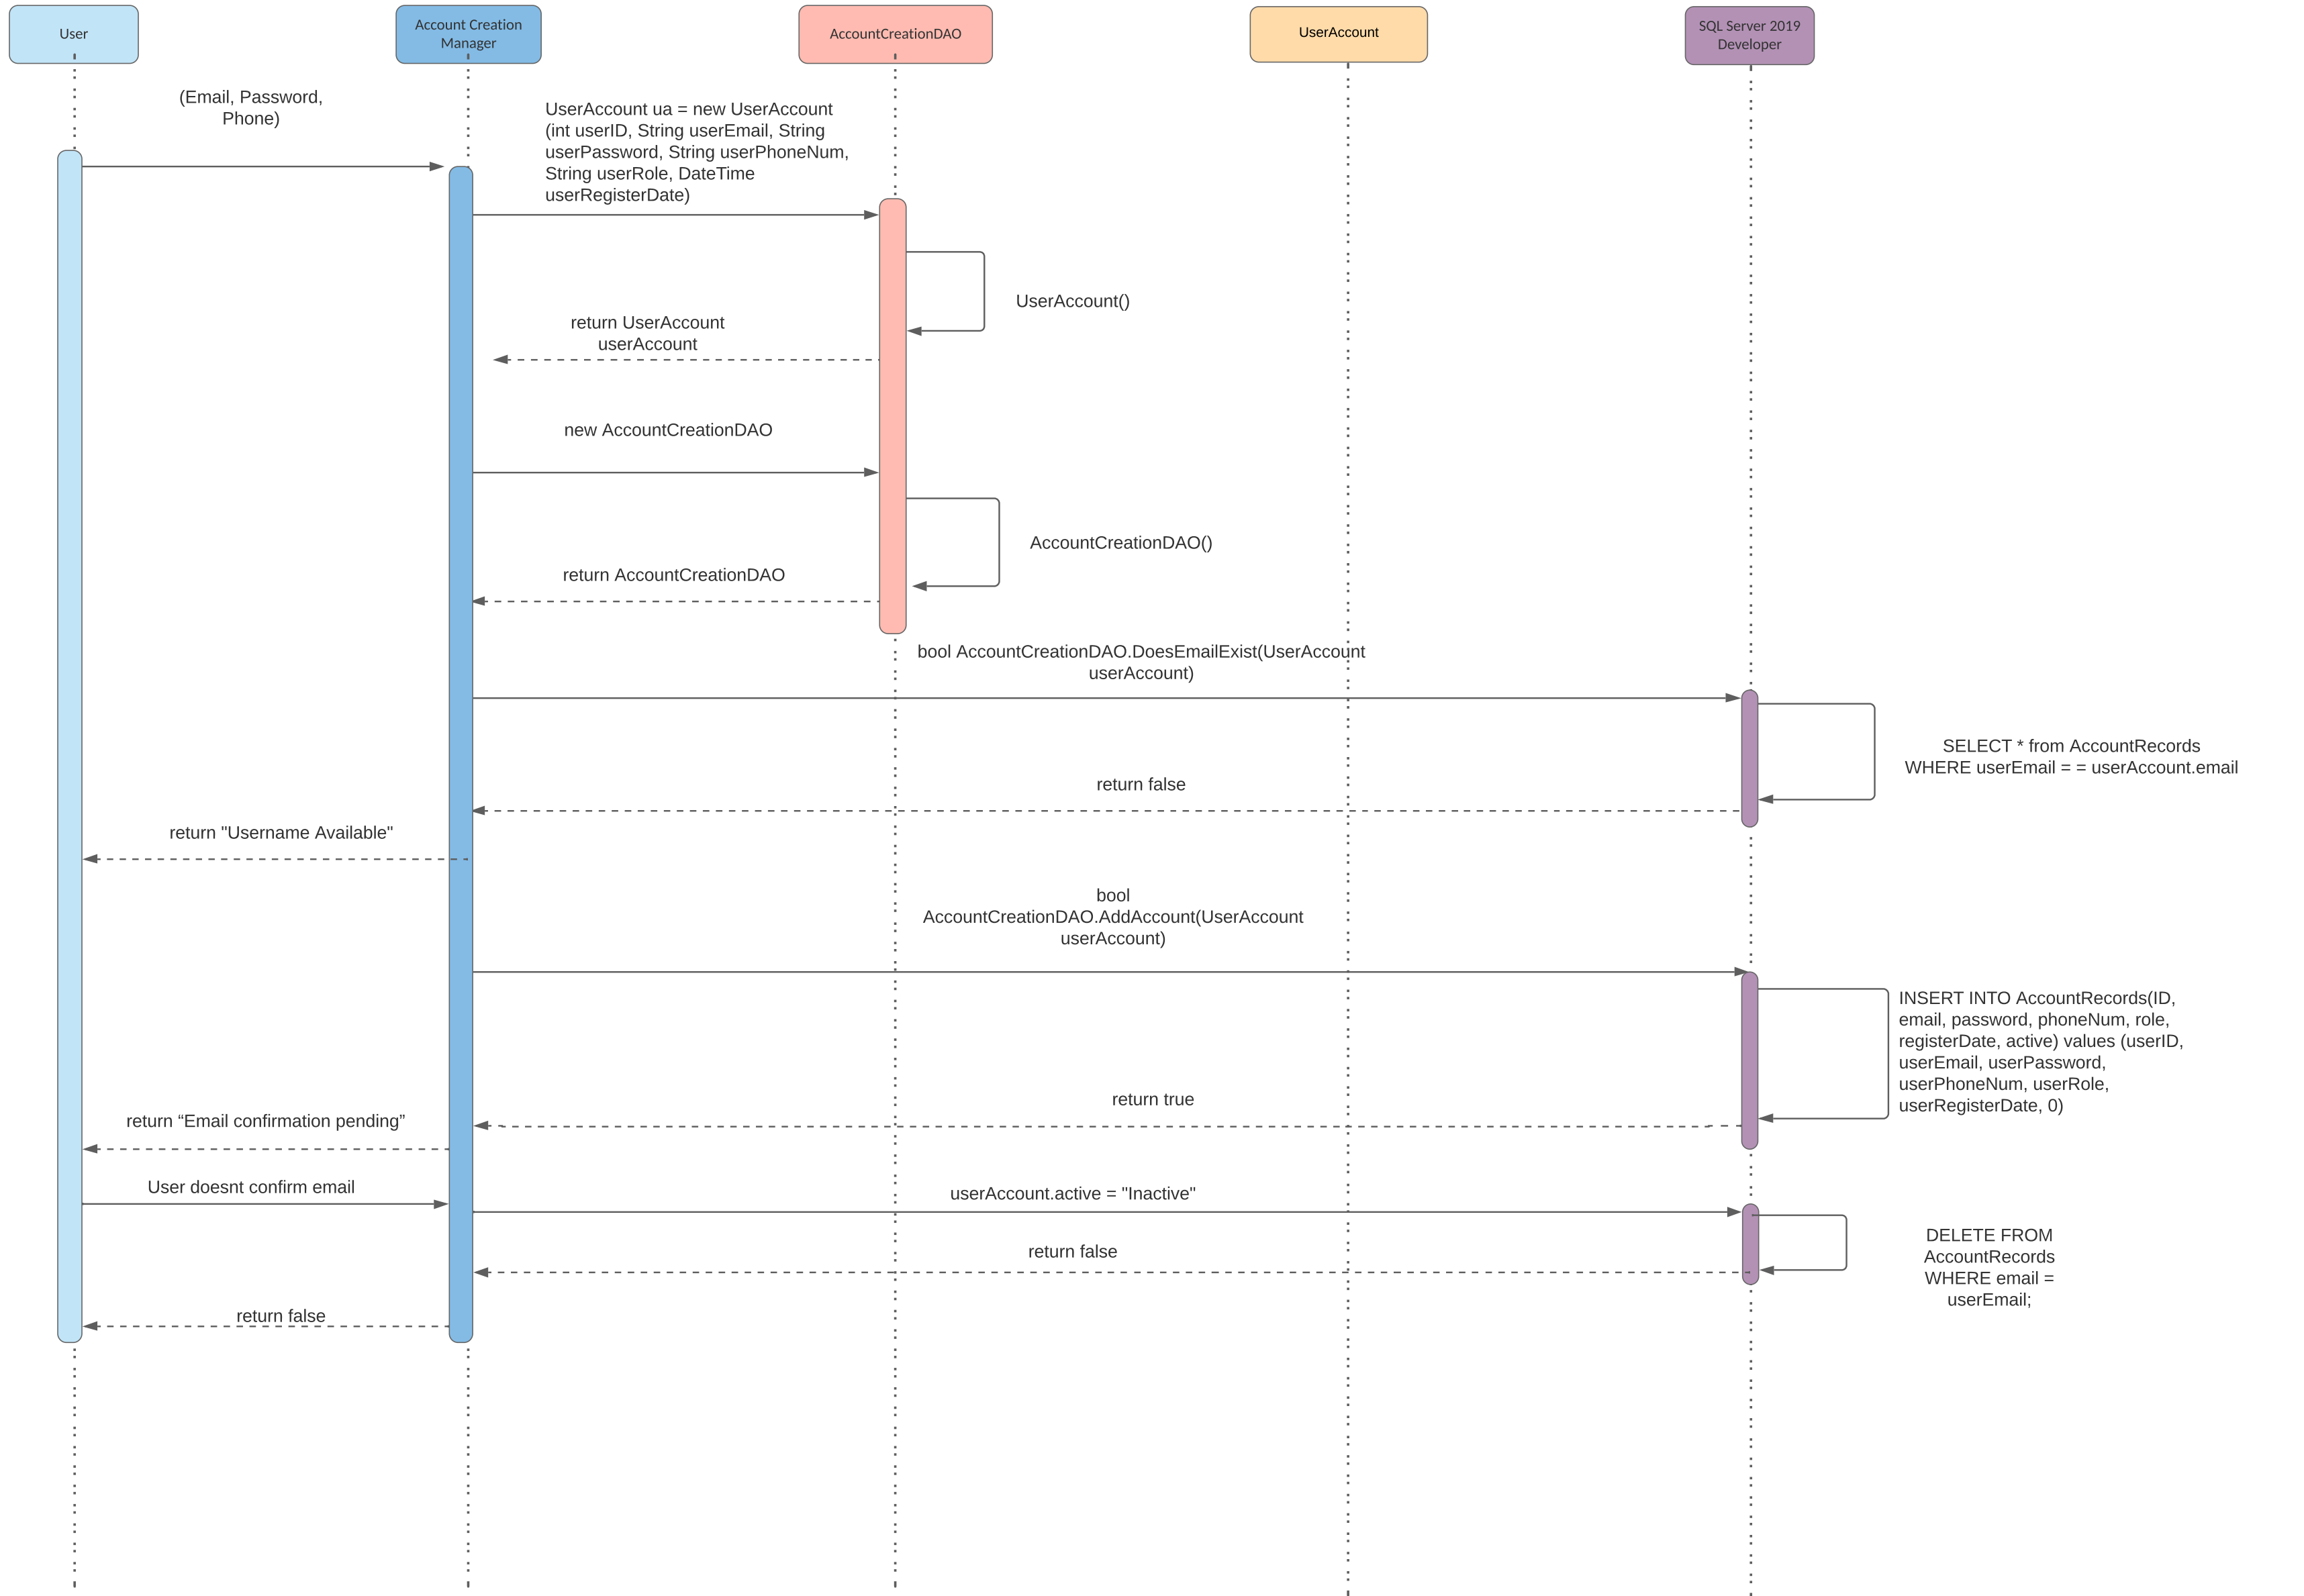 User
Account Creation
Manager
AccountCreationDAO
UserAccount
SQL Server 2019
Developer
(Email, Password,
Phone)
UserAccount ua = new UserAccount
(int userID, String userEmail, String
userPassword, String userPhoneNum,
String userRole, DateTime
userRegisterDate)
UserAccount()
return UserAccount
userAccount
new AccountCreationDAO
AccountCreationDAO()
return AccountCreationDAO
bool AccountCreationDAO.DoesEmailExist(UserAccount
userAccount)
SELECT * from AccountRecords
WHERE userEmail = = userAccount.email
return false
return "Username Available"
bool
AccountCreationDAO.AddAccount(UserAccount
userAccount)
INSERT INTO AccountRecords(ID,
email, password, phoneNum, role,
registerDate, active) values (userID,
userEmail, userPassword,
userPhoneNum, userRole,
userRegisterDate, 0)
return true
return “Email confirmation pending”
User doesnt confirm email
userAccount.active = "Inactive"
DELETE FROM
AccountRecords
WHERE email =
userEmail;
return false
return false